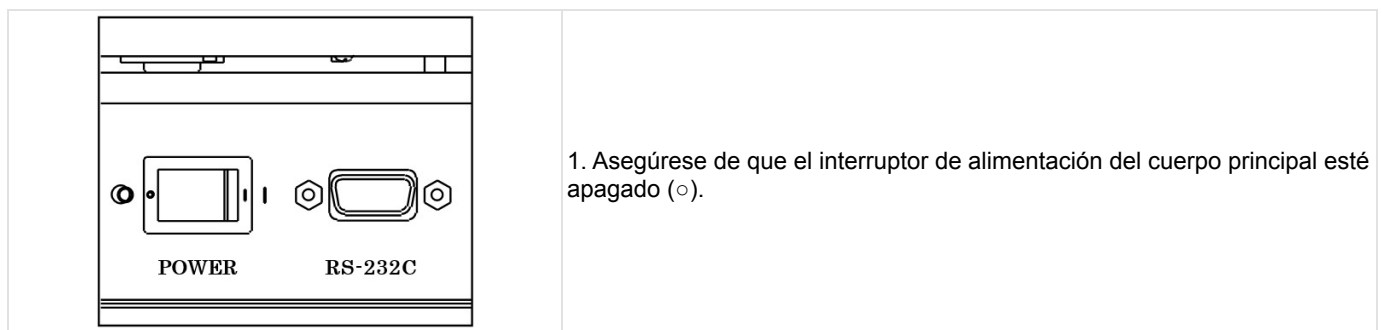 POWER RS-232C
1. Asegúrese de que el interruptor de alimentación del cuerpo principal esté
apagado (○).